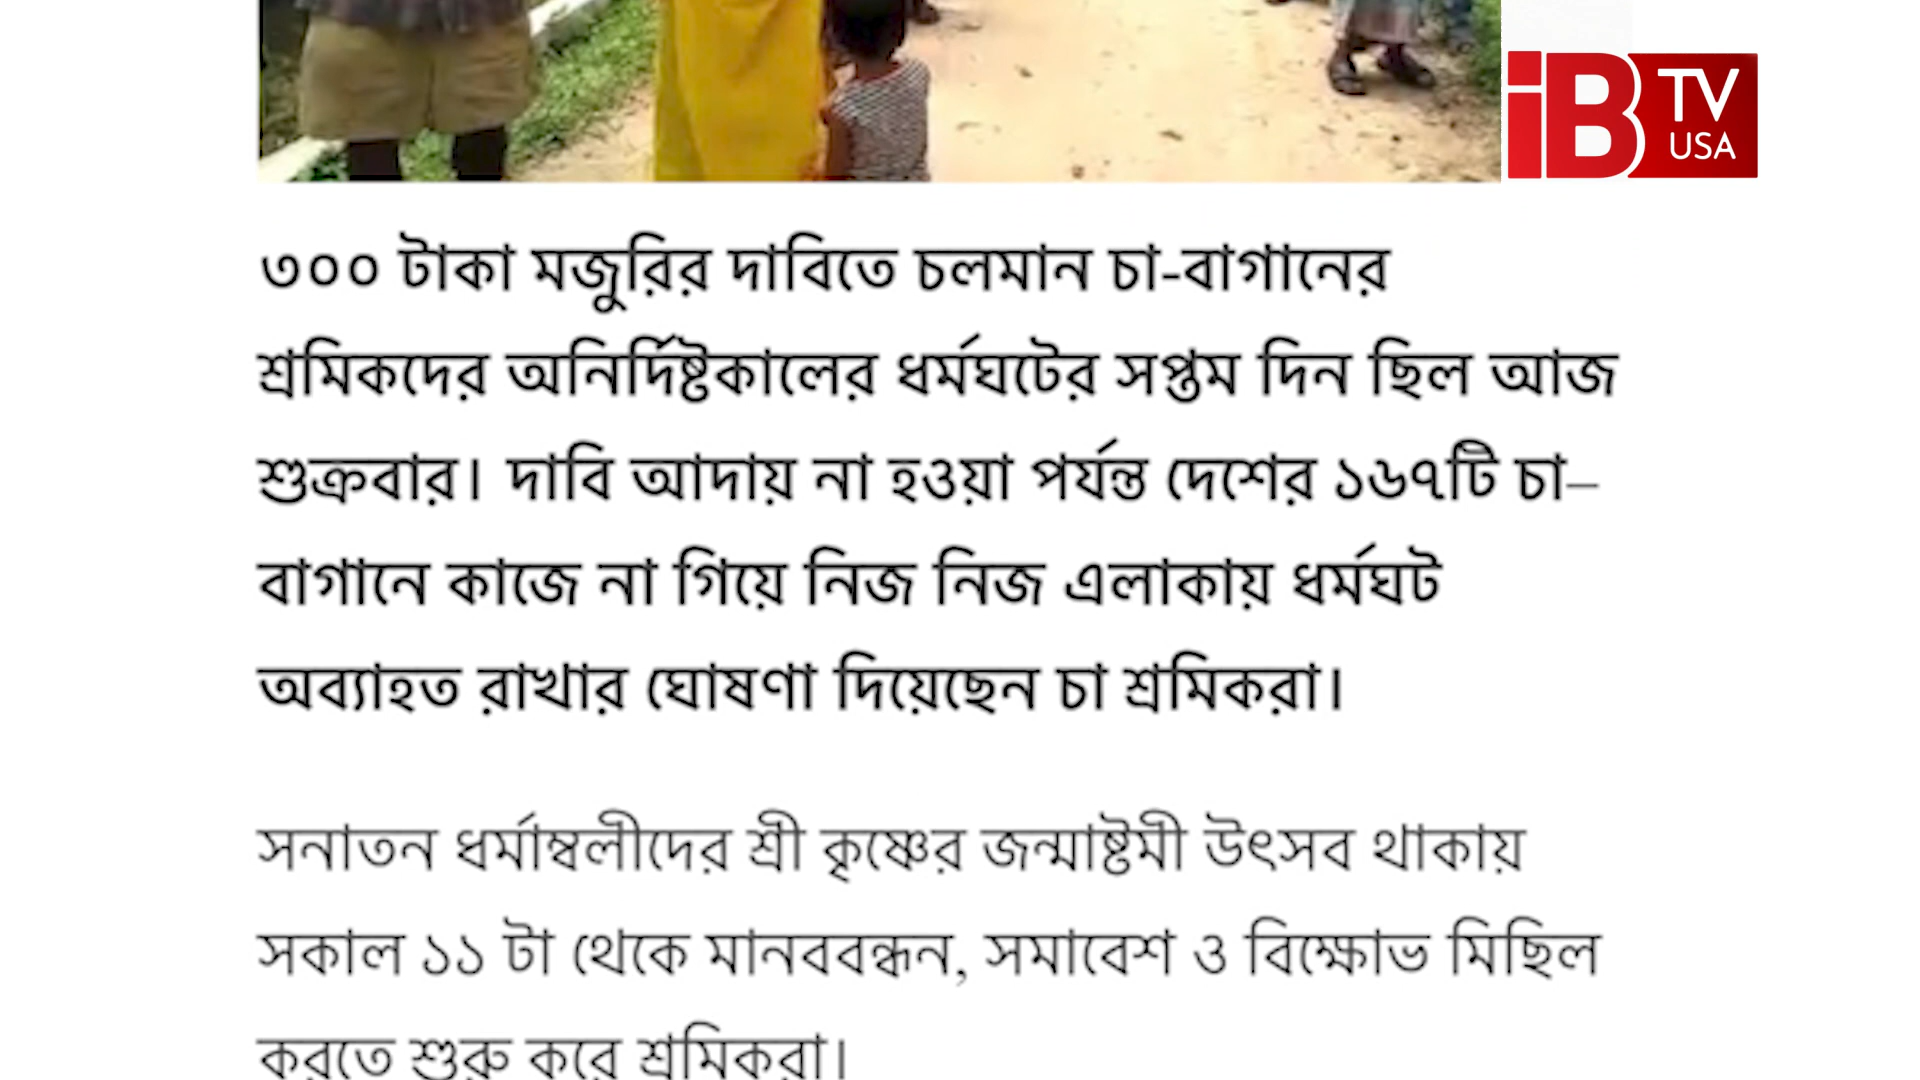 iB TV USA
৩০০ টাকা মজুরির দাবিতে চলমান চা-বাগানের
শ্রমিকদের অনির্দিষ্টকালের ধর্মঘটের সপ্তম দিন ছিল আজ
শুক্রবার। দাবি আদায় না হওয়া পর্যন্ত দেশের ১৬৭টি চা–
বাগানে কাজে না গিয়ে নিজ নিজ এলাকায় ধর্মঘট
অব্যাহত রাখার ঘোষণা দিয়েছেন চা শ্রমিকরা।
সনাতন ধর্মাম্বলীদের শ্রী কৃষ্ণের জন্মাষ্টমী উৎসব থাকায়
সকাল ১১ টা থেকে মানববন্ধন, সমাবেশ ও বিক্ষোভ মিছিল
করতে শুরু করে শ্রমিকরা।